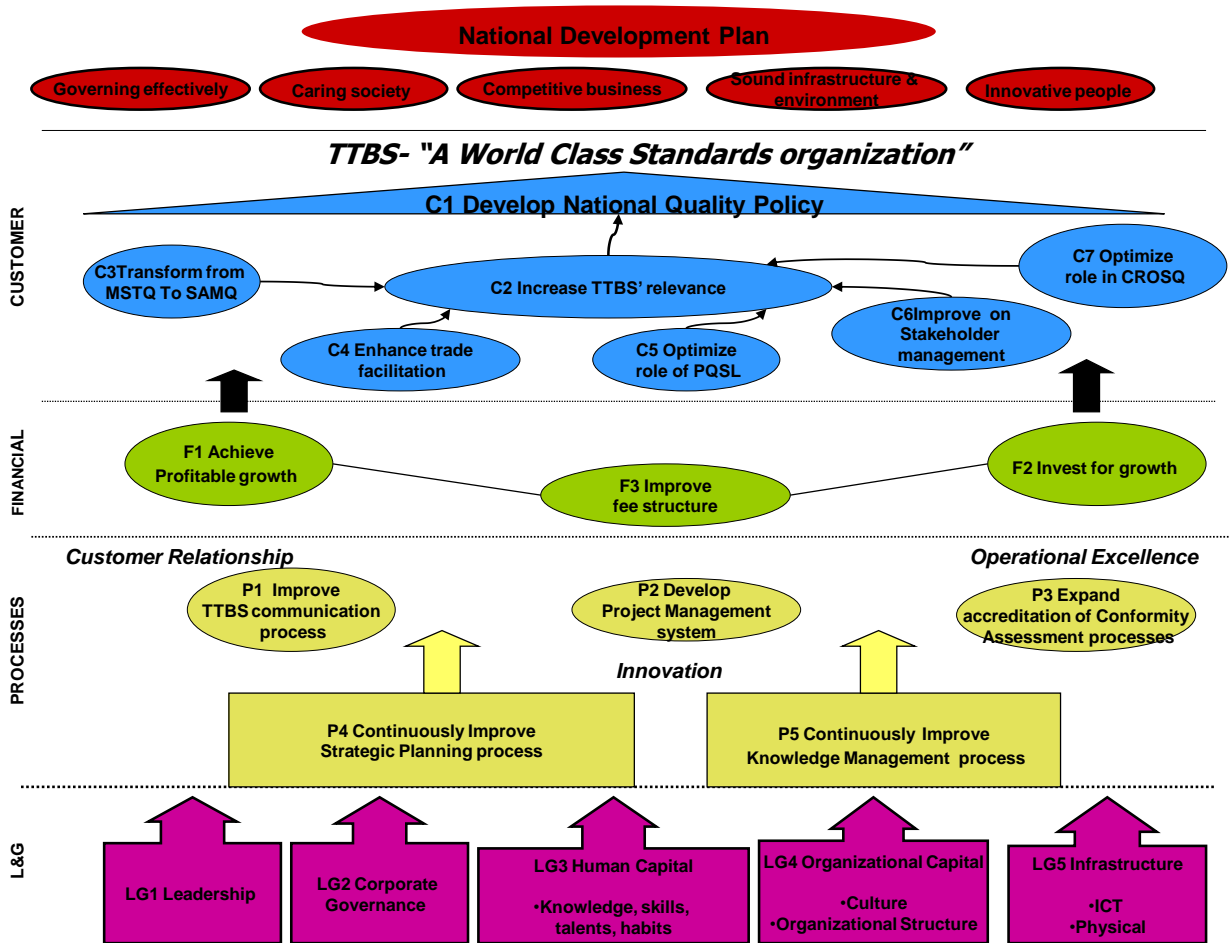 National Development Plan
Governing effectively
Caring society
Competitive business
Sound infrastructure &
environment
Innovative people
TTBS- “A World Class Standards organization”
CUSTOMER
C1 Develop National Quality Policy
C3Transform from
MSTQ To SAMQ
C2 Increase TTBS’ relevance
C7 Optimize
role in CROSQ
C4 Enhance trade
facilitation
C5 Optimize
role of PQSL
C6Improve on
Stakeholder
management
FINANCIAL
F1 Achieve
Profitable growth
F3 Improve
fee structure
F2 Invest for growth
PROCESSES
Customer Relationship
Operational Excellence
P1 Improve
TTBS communication
process
P2 Develop
Project Management
system
P3 Expand
accreditation of Conformity
Assessment processes
Innovation
P4 Continuously Improve
Strategic Planning process
P5 Continuously Improve
Knowledge Management process
L&G
LG1 Leadership
LG2 Corporate
Governance
LG3 Human Capital
•Knowledge, skills,
talents, habits
LG4 Organizational Capital
•Culture
•Organizational Structure
LG5 Infrastructure
•ICT
•Physical